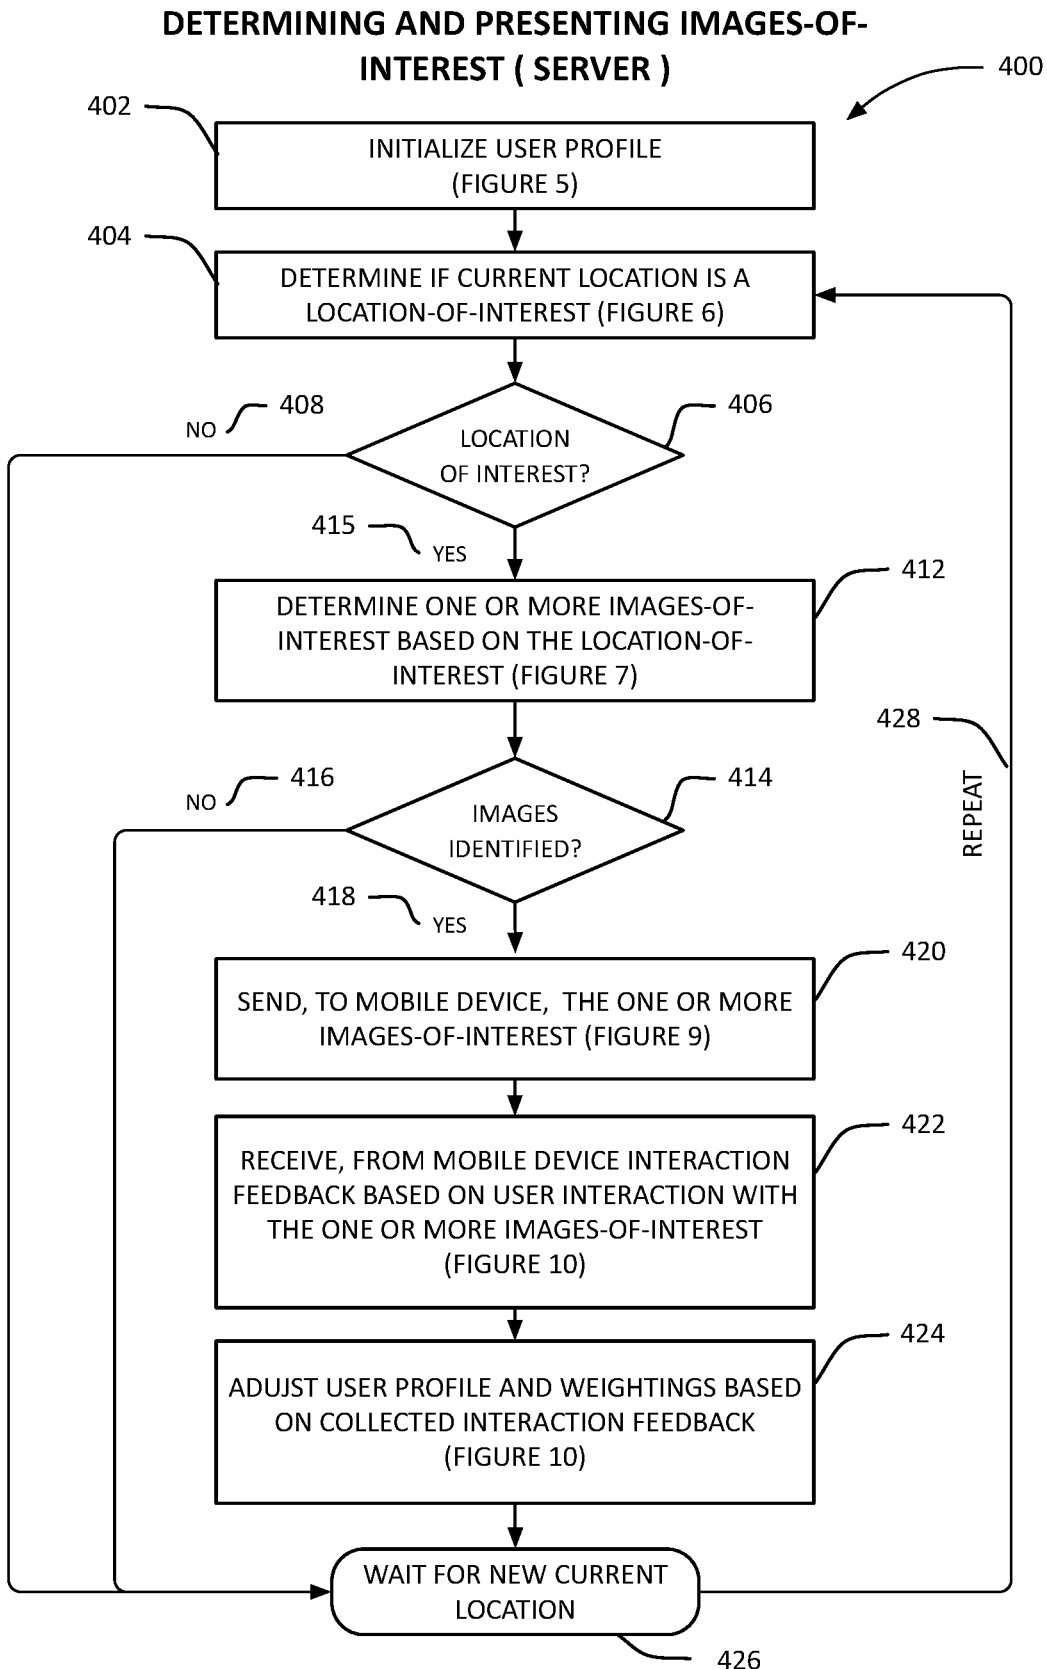 DETERMINING AND PRESENTING IMAGES-OF-
INTEREST ( SERVER )
400
402
INITIALIZE USER PROFILE
(FIGURE 5)
404
DETERMINE IF CURRENT LOCATION IS A
LOCATION-OF-INTEREST (FIGURE 6)
NO
408
406
LOCATION
OF INTEREST?
415
YES
412
DETERMINE ONE OR MORE IMAGES-OF-
INTEREST BASED ON THE LOCATION-OF-
INTEREST (FIGURE 7)
428
REPEAT
NO
416
414
IMAGES
IDENTIFIED?
418
YES
420
SEND, TO MOBILE DEVICE, THE ONE OR MORE
IMAGES-OF-INTEREST (FIGURE 9)
422
RECEIVE, FROM MOBILE DEVICE INTERACTION
FEEDBACK BASED ON USER INTERACTION WITH
THE ONE OR MORE IMAGES-OF-INTEREST
(FIGURE 10)
424
ADUJST USER PROFILE AND WEIGHTINGS BASED
ON COLLECTED INTERACTION FEEDBACK
(FIGURE 10)
WAIT FOR NEW CURRENT
LOCATION
426